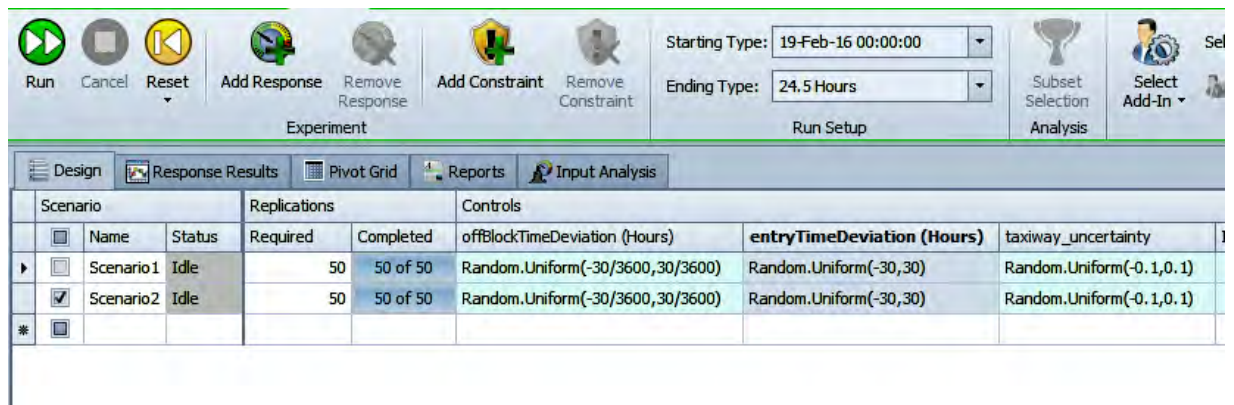 Run
Cancel
Reset
Add Response
Remove Response
Experiment
Add Constraint
Remove Constraint
Starting Type: 19-Feb-16 00:00:00
Ending Type: 24.5 Hours
Run Setup
Subset Selection
Analysis
Select Add-In
Sel
Design Response Results Pivot Grid Reports Input Analysis
Scenario Replications Controls
Name Status Required Completed offBlockTimeDeviation (Hours) entryTimeDeviation (Hours) taxiway_uncertainty
Scenario1 Idle 50 50 of 50 Random.Uniform(-30/3600,30/3600) Random.Uniform(-30,30) Random.Uniform(-0.1,0.1)
Scenario2 Idle 50 50 of 50 Random.Uniform(-30/3600,30/3600) Random.Uniform(-30,30) Random.Uniform(-0.1,0.1)